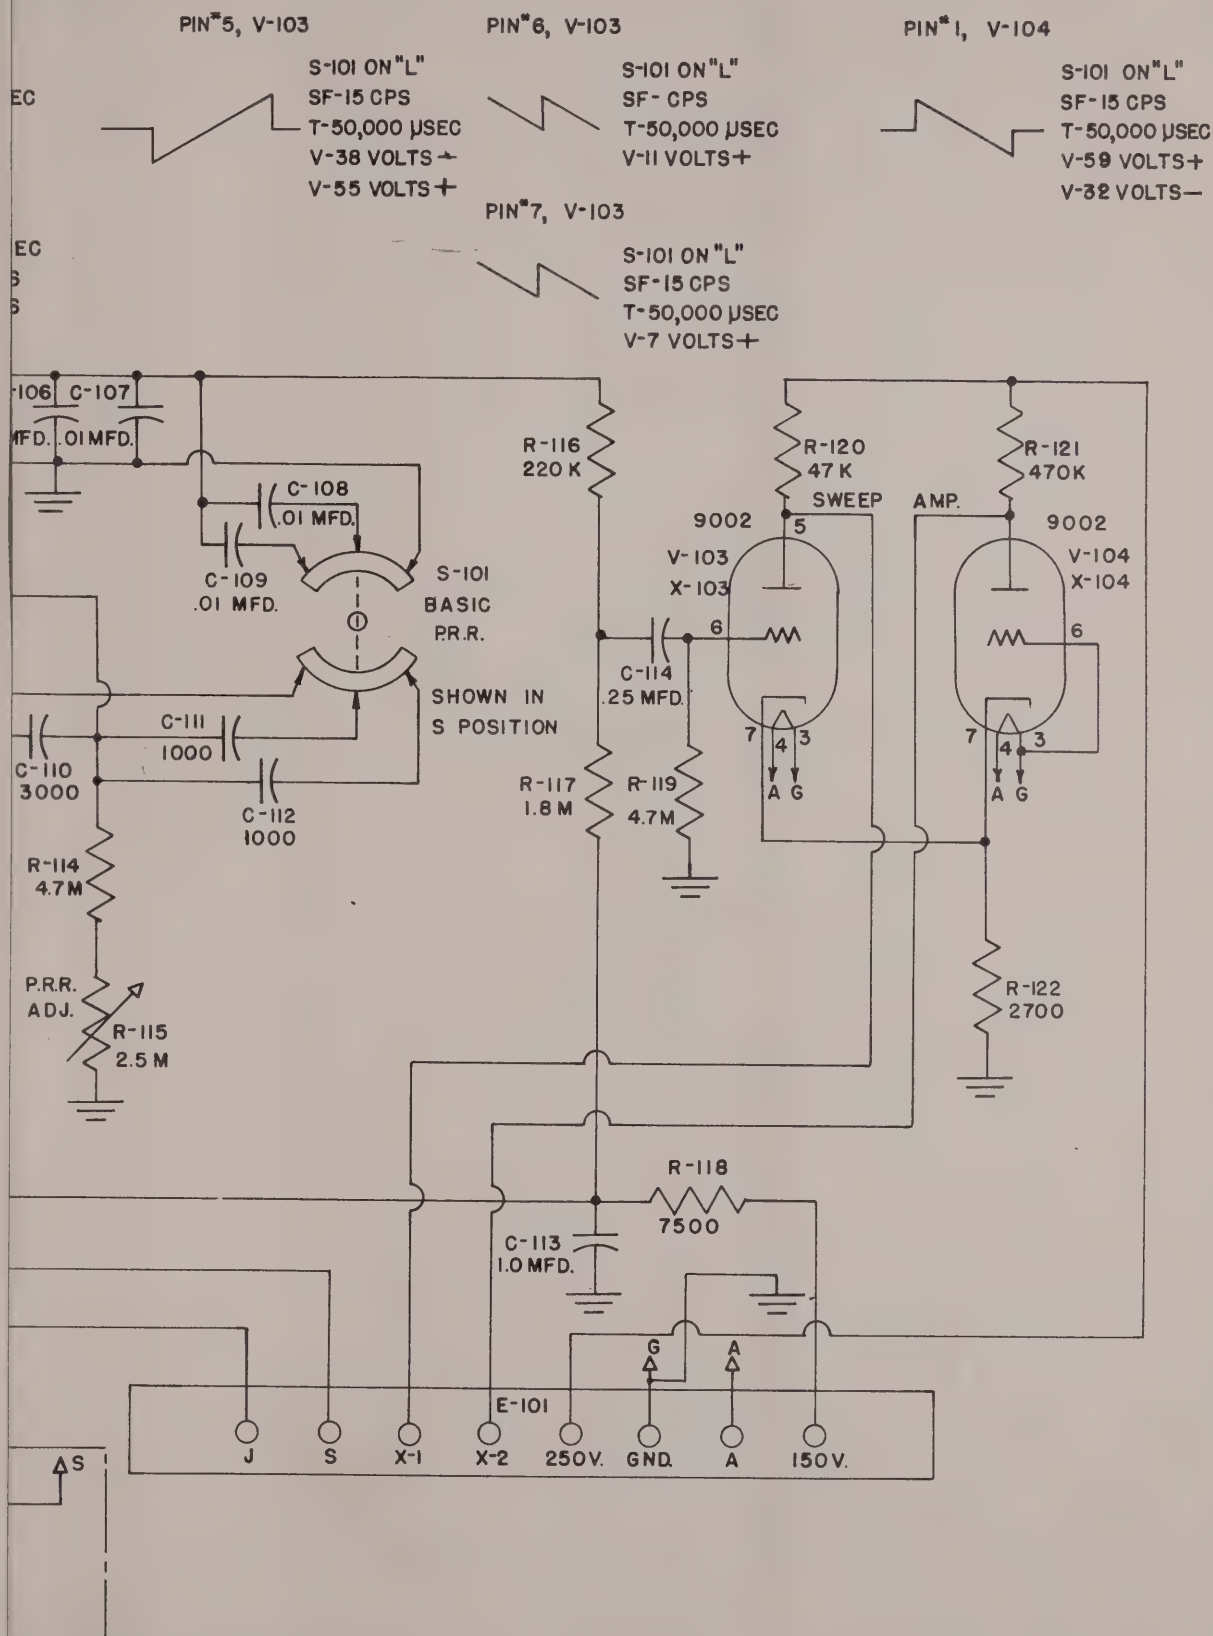 PIN#5, V-103
S-101 ON "L"
SF-15 CPS
T-50,000 µSEC
V-38 VOLTS -
V-55 VOLTS +
PIN#6, V-103
S-101 ON "L"
SF- CPS
T-50,000 µSEC
V-11 VOLTS+
PIN#1, V-104
S-101 ON "L"
SF-15 CPS
T-50,000 µSEC
V-59 VOLTS+
V-32 VOLTS-
PIN#7, V-103
S-101 ON "L"
SF-15 CPS
T-50,000 µSEC
V-7 VOLTS+
EC
EC
S
S
-106
MFD.
C-107
.01 MFD.
C-108
.01 MFD.
C-109
.01 MFD.
S-101
BASIC
P.R.R.
SHOWN IN
S POSITION
C-110
3000
C-111
1000
C-112
1000
R-114
4.7M
P.R.R.
ADJ.
R-115
2.5 M
R-116
220 K
C-114
.25 MFD.
R-117
1.8 M
R-119
4.7M
R-120
47 K
SWEEP AMP.
R-121
470K
9002
V-103
X-103
5
6
7
4
3
A G
9002
V-104
X-104
6
7
4
3
A G
R-122
2700
R-118
7500
C-113
1.0 MFD.
G
A
E-101
J
S
X-1
X-2
250V.
GND.
A
150V.
S